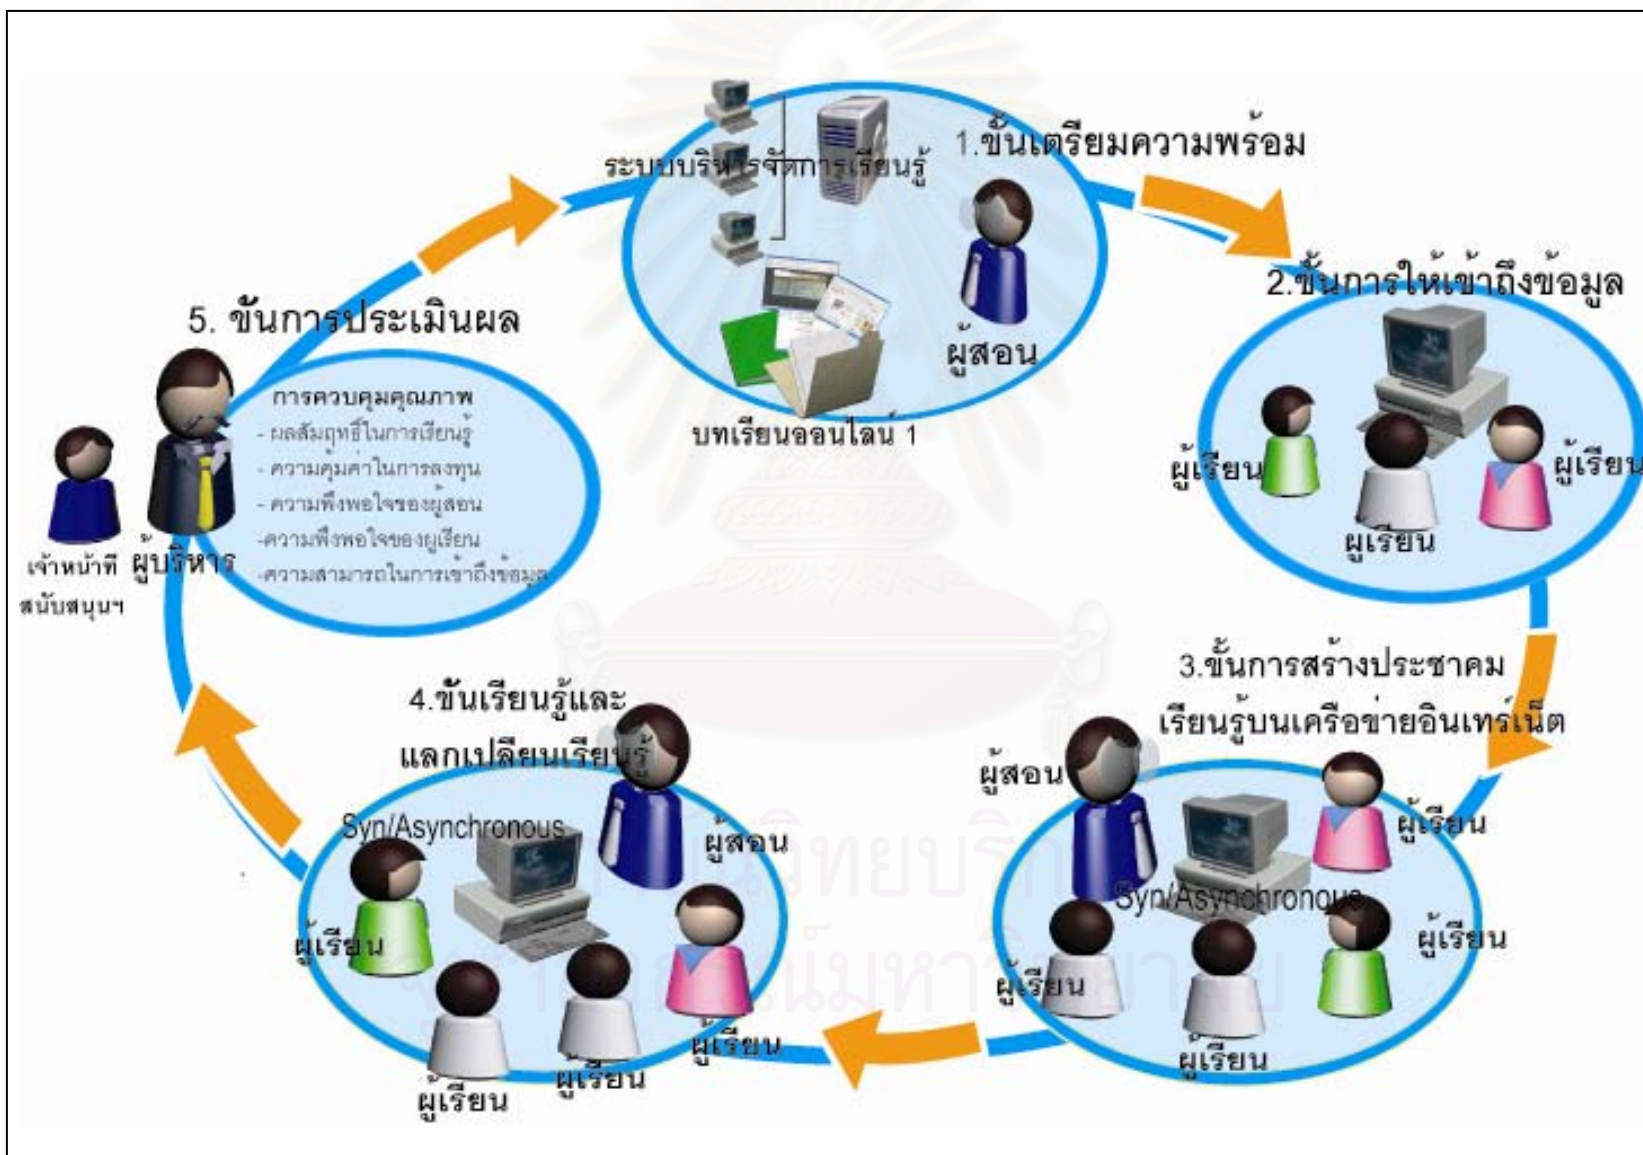 1.ขั้นเตรียมความพร้อม
ระบบบริหารจัดการเรียนรู้
ผู้สอน
บทเรียนออนไลน์ 1
2.ขั้นการให้เข้าถึงข้อมูล
ผู้เรียน
ผู้เรียน
ผู้เรียน
3.ขั้นการสร้างประชาคม
เรียนรู้บนเครือข่ายอินเทร์เน็ต
ผู้สอน
ผู้เรียน
Syn/Asynchronous
ผู้เรียน
ผู้เรียน
ผู้เรียน
4.ขั้นเรียนรู้และ
แลกเปลี่ยนเรียนรู้
Syn/Asynchronous
ผู้สอน
ผู้เรียน
ผู้เรียน
ผู้เรียน
ผู้เรียน
5. ขั้นการประเมินผล
การควบคุมคุณภาพ
- ผลสัมฤทธิ์ในการเรียนรู้
- ความคุ้มค่าในการลงทุน
- ความพึงพอใจของผู้สอน
-ความพึงพอใจของผู้เรียน
-ความสามารถในการเข้าถึงข้อมูล
เจ้าหน้าที่
สนับสนุนฯ
ผู้บริหาร